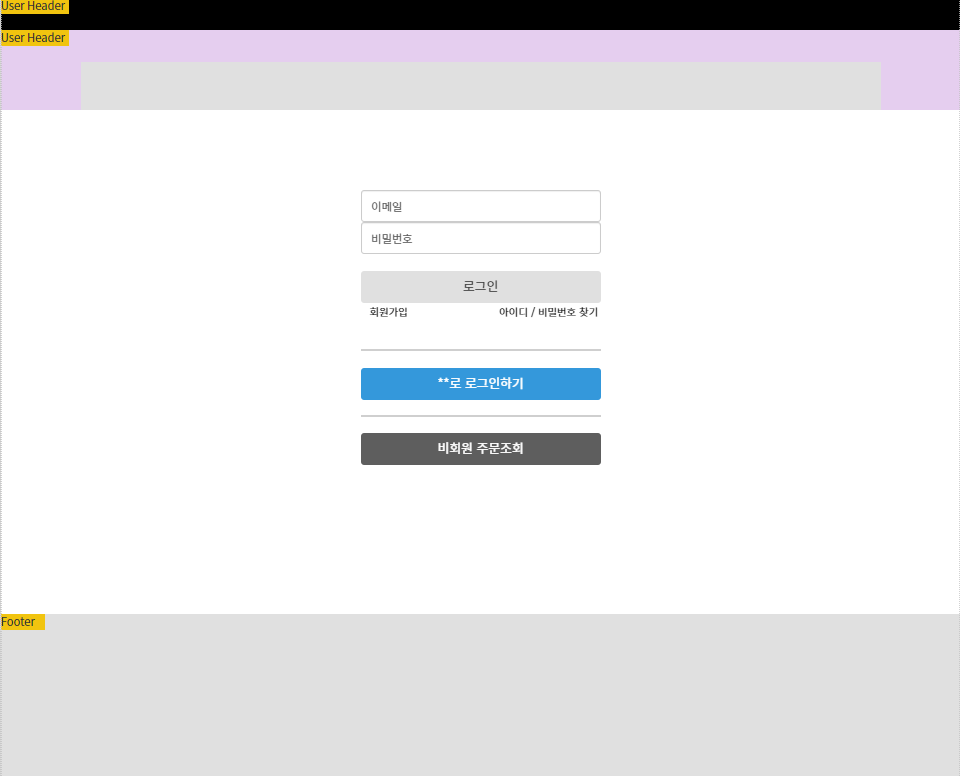 User Header
User Header
이메일
비밀번호
로그인
회원가입 아이디 / 비밀번호 찾기
**로 로그인하기
비회원 주문조회
Footer